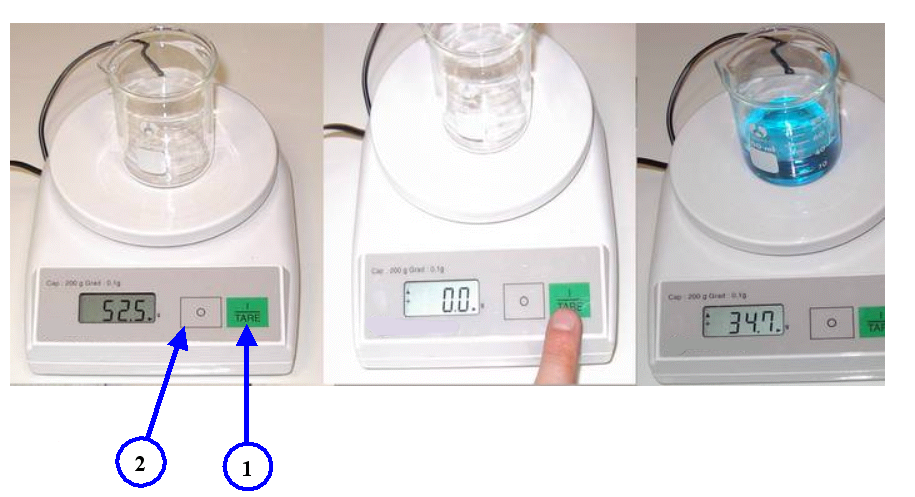 Cap : 200 g Grad : 0,1g
52.5.
g
O
I
TARE
Cap : 200 g Grad : 0,1g
0.0.
g
O
I
TARE
Cap : 200 g Grad : 0,1g
34.7.
g
O
I
TAR
2
1